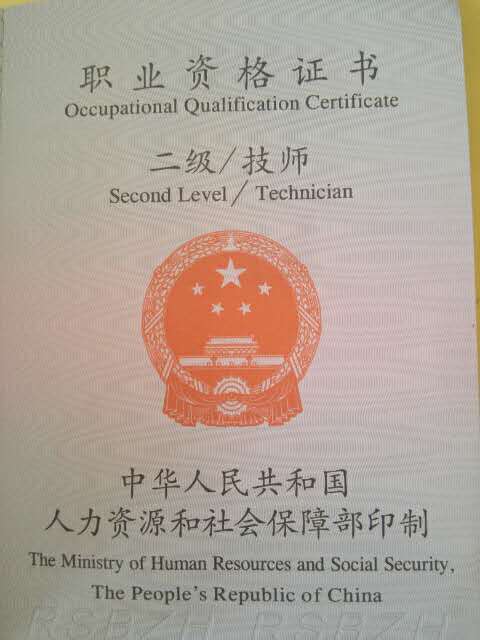 职业资格证书
Occupational Qualification Certificate
二级/技师
Second Level/Technician
中华人民共和国
人力资源和社会保障部印制
The Ministry of Human Resources and Social Security,
The People's Republic of China
RSBZH RSBZH